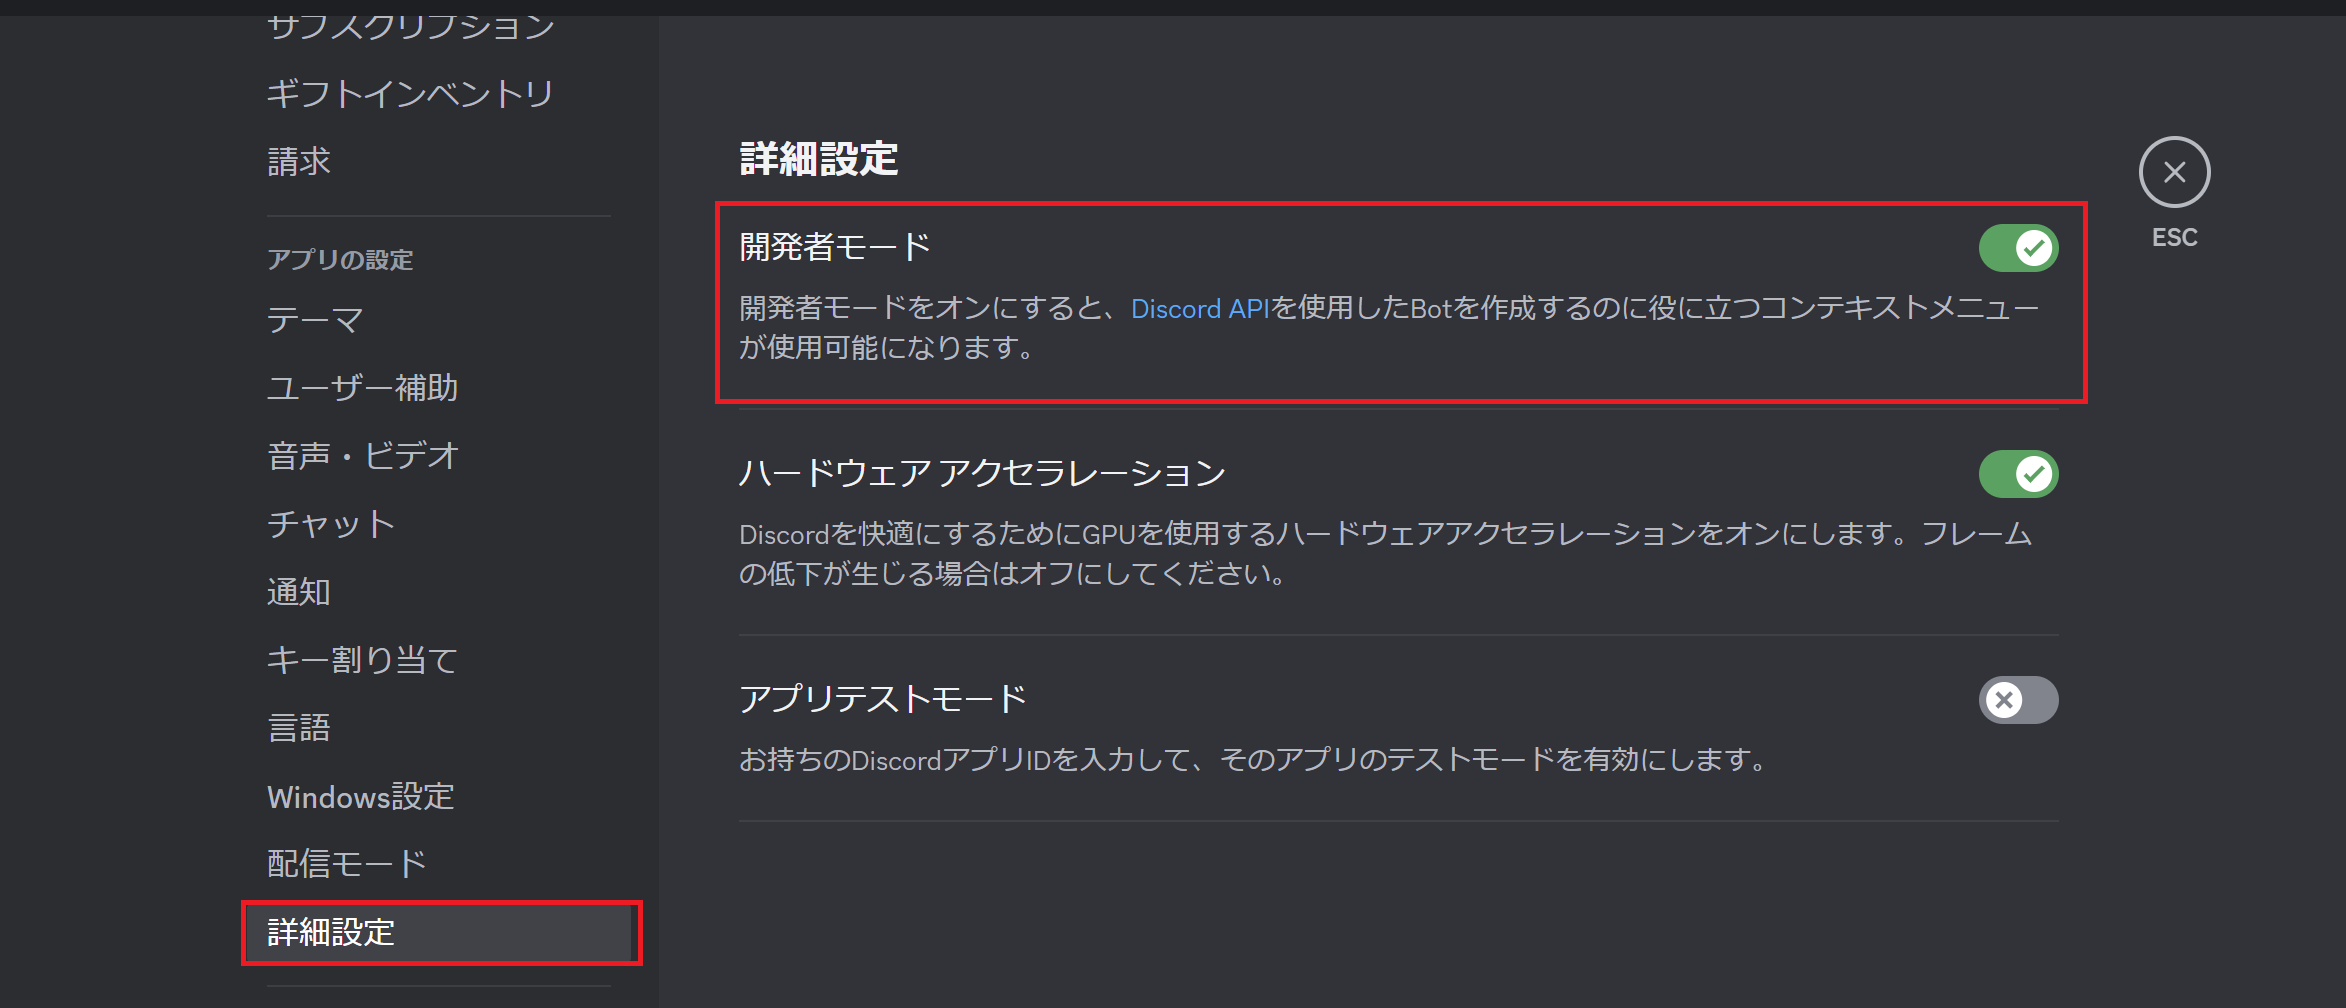 サブスクリプション
ギフトインベントリ
請求
アプリの設定
テーマ
ユーザー補助
音声・ビデオ
チャット
通知
キー割り当て
言語
Windows設定
配信モード
詳細設定
詳細設定
開発者モード
開発者モードをオンにすると、Discord APIを使用したBotを作成するのに役に立つコンテキストメニュー
が使用可能になります。
ハードウェア アクセラレーション
Discordを快適にするためにGPUを使用するハードウェアアクセラレーションをオンにします。フレーム
の低下が生じる場合はオフにしてください。
アプリテストモード
お持ちのDiscordアプリIDを入力して、そのアプリのテストモードを有効にします。
ESC